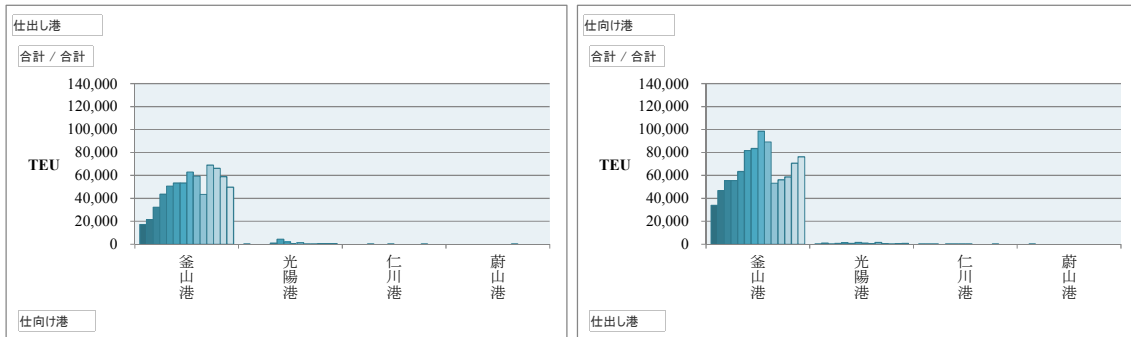 仕出し港
合計 / 合計
140,000
120,000
100,000
80,000
TEU
60,000
40,000
20,000
0
釜山港
光陽港
仁川港
蔚山港
仕向け港
仕向け港
合計 / 合計
140,000
120,000
100,000
80,000
TEU
60,000
40,000
20,000
0
釜山港
光陽港
仁川港
蔚山港
仕出し港